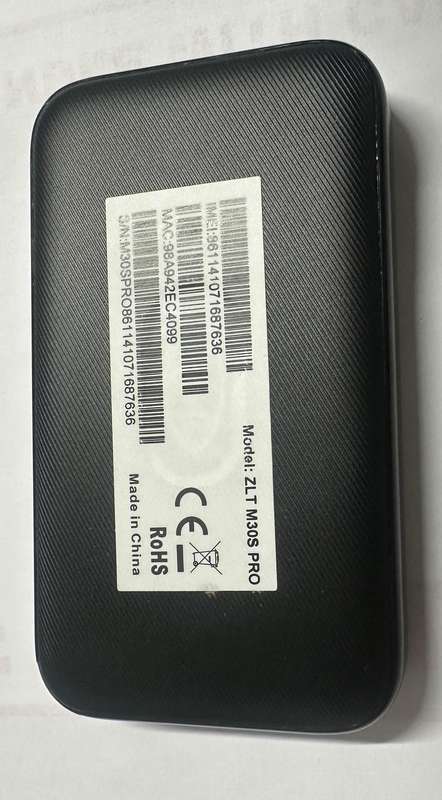 Model: ZLT M30S PRO
IMEI:861141071687636
MAC:98A942EC4099
CE RoHS
S/N:M30SPRO861141071687636
Made in China